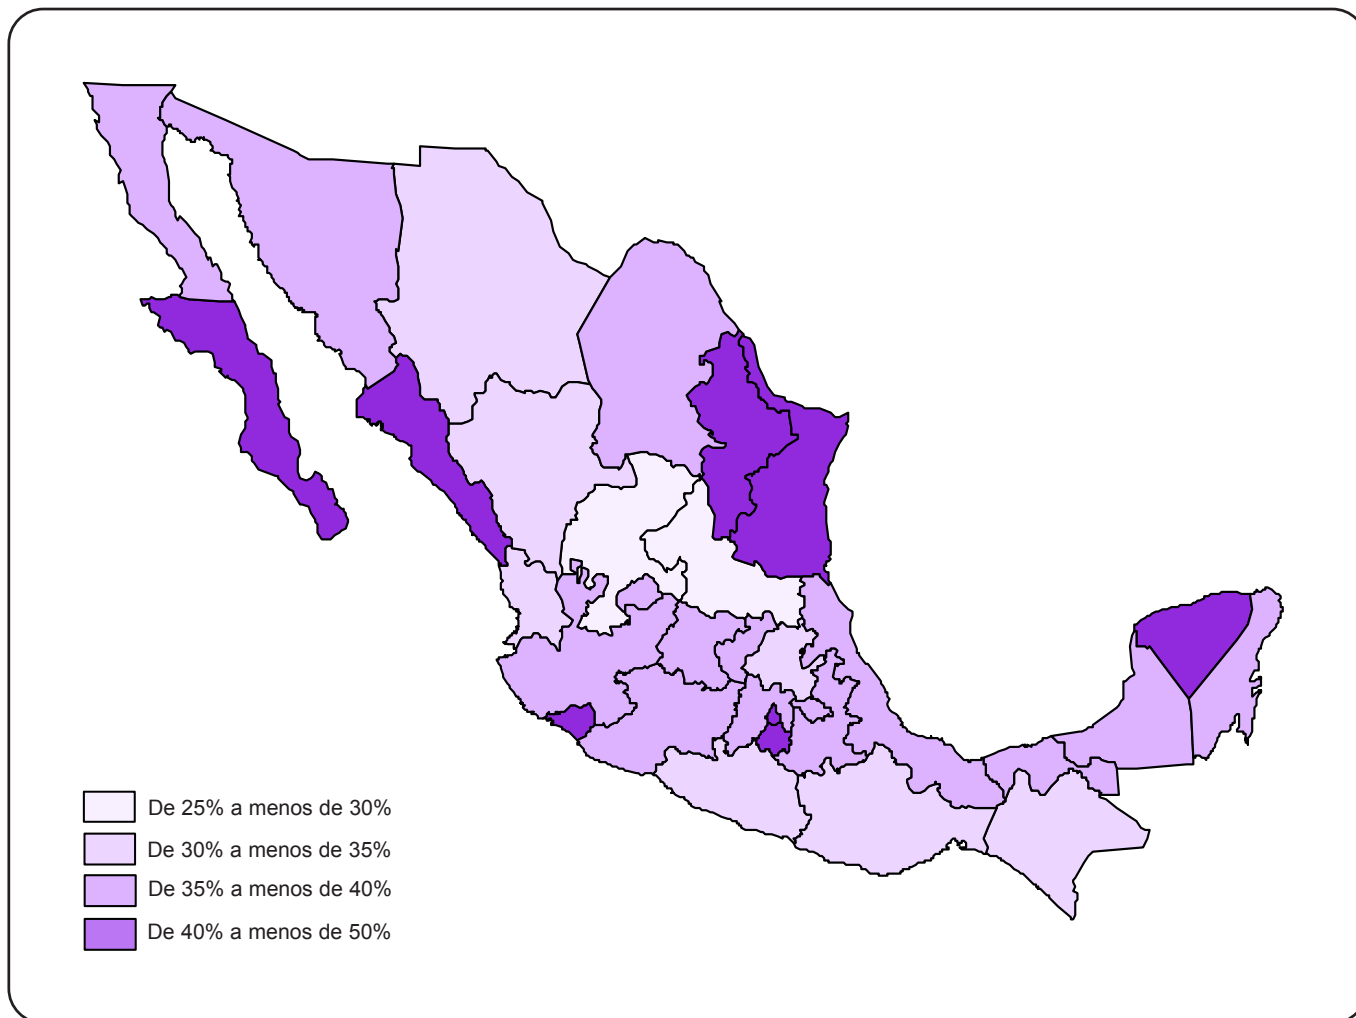 De 25% a menos de 30%
De 30% a menos de 35%
De 35% a menos de 40%
De 40% a menos de 50%